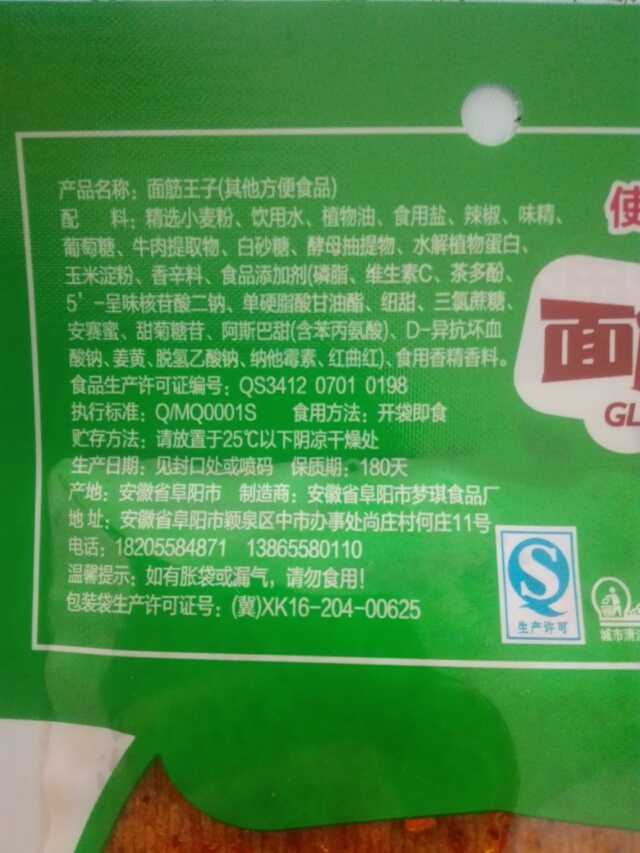 产品名称：面筋王子(其他方便食品)
配　料：精选小麦粉、饮用水、植物油、食用盐、辣椒、味精、
葡萄糖、牛肉提取物、白砂糖、酵母抽提物、水解植物蛋白、
玉米淀粉、香辛料、食品添加剂(磷脂、维生素C、茶多酚、
5'-呈味核苷酸二钠、单硬脂酸甘油酯、纽甜、三氯蔗糖、
安赛蜜、甜菊糖苷、阿斯巴甜(含苯丙氨酸)、D-异抗坏血
酸钠、姜黄、脱氢乙酸钠、纳他霉素、红曲红)、食用香精香料。
食品生产许可证编号：QS3412 0701 0198
执行标准：Q/MQ0001S　食用方法：开袋即食
贮存方法：请放置于25℃以下阴凉干燥处
生产日期：见封口处或喷码　保质期：180天
产地：安徽省阜阳市　制造商：安徽省阜阳市梦琪食品厂
地址：安徽省阜阳市颍泉区中市办事处尚庄村何庄11号
电话：18205584871　13865580110
温馨提示：如有胀袋或漏气，请勿食用！
包装袋生产许可证号：(冀)XK16-204-00625
生产许可
城市清
使
面
GL